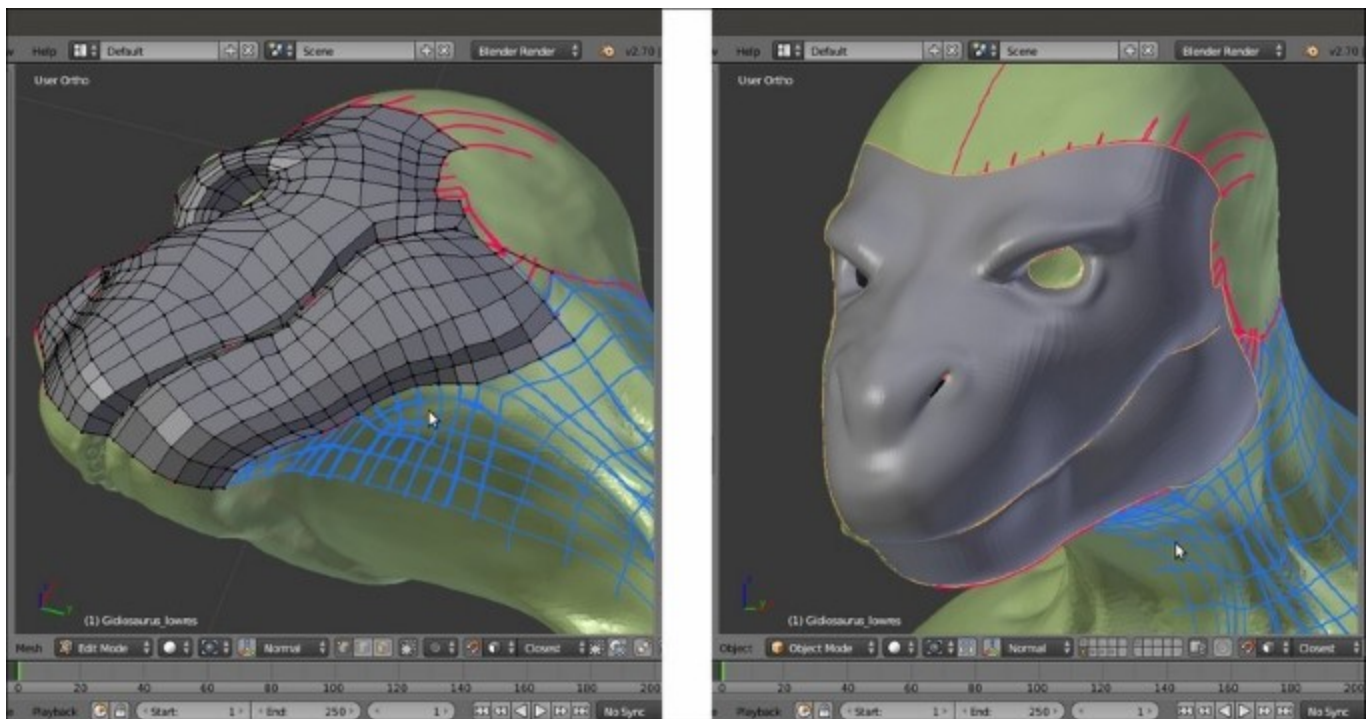 Help Default Scene Blender Render v2.70
User Ortho
(1) Gidiosaurus_lowres
Mesh Edit Mode Normal Closest
0 20 40 60 80 100 120 140 160 180 200
Playback Start: 1 End: 250 1 No Sync
Help Default Scene Blender Render v2.70
User Ortho
(1) Gidiosaurus_lowres
Object Object Mode Normal Closest
0 20 40 60 80 100 120 140 160 180 200
Playback Start: 1 End: 250 1 No Sync